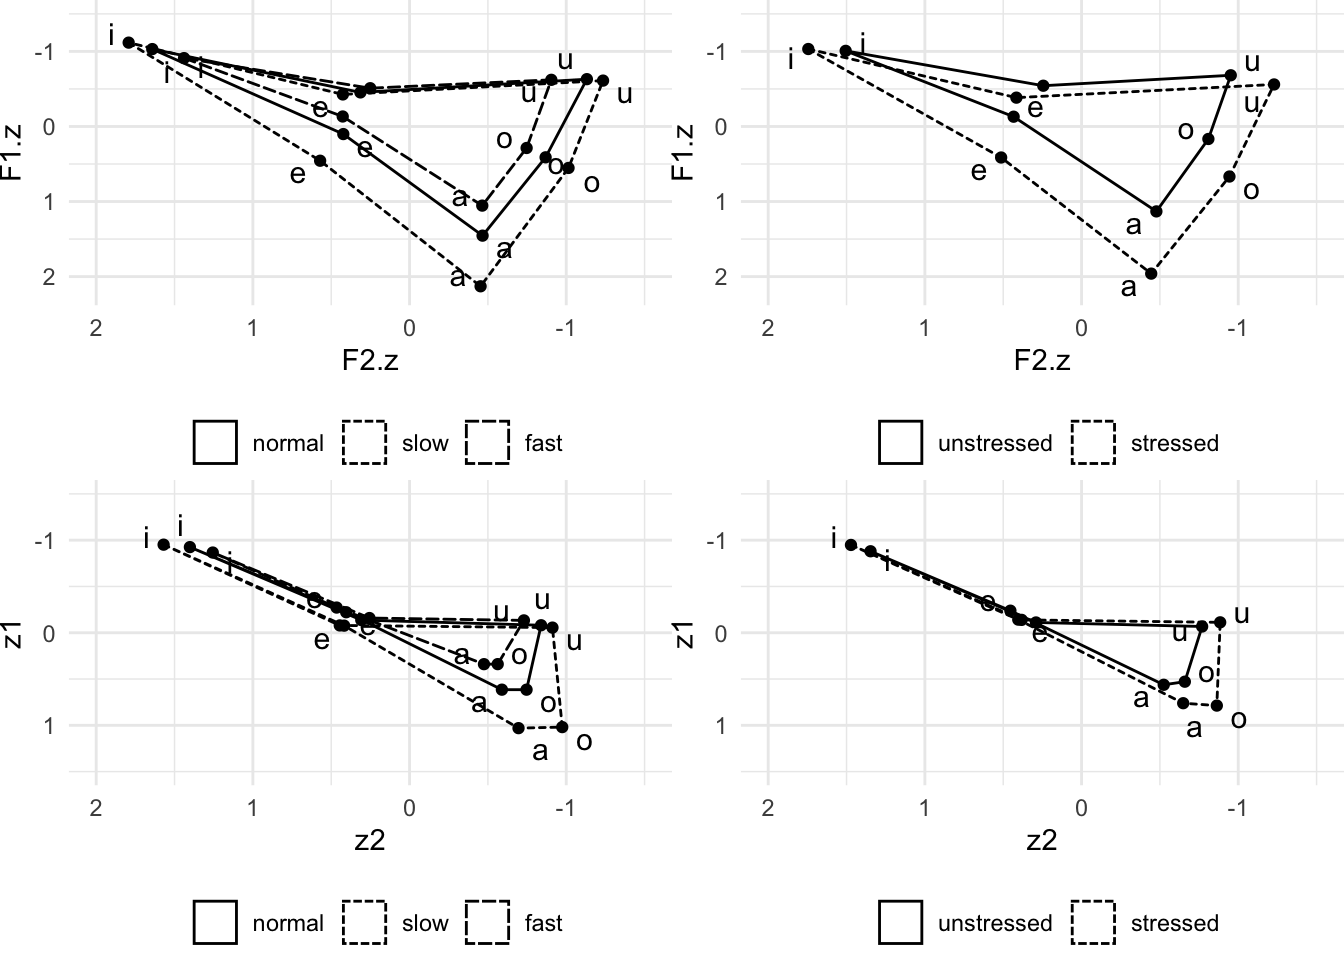 i
i
i
u
u
u
e
e
e
o
o
o
a
a
a
-1
0
1
2
F1.z
2
1
0
-1
F2.z
normal
slow
fast
i
i
u
u
e
e
o
o
a
a
-1
0
1
2
F1.z
2
1
0
-1
F2.z
unstressed
stressed
i
i
i
u
u
u
e
e
e
o
o
o
a
a
a
-1
0
1
z1
2
1
0
-1
z2
normal
slow
fast
i
i
u
u
e
e
o
o
a
a
-1
0
1
z1
2
1
0
-1
z2
unstressed
stressed